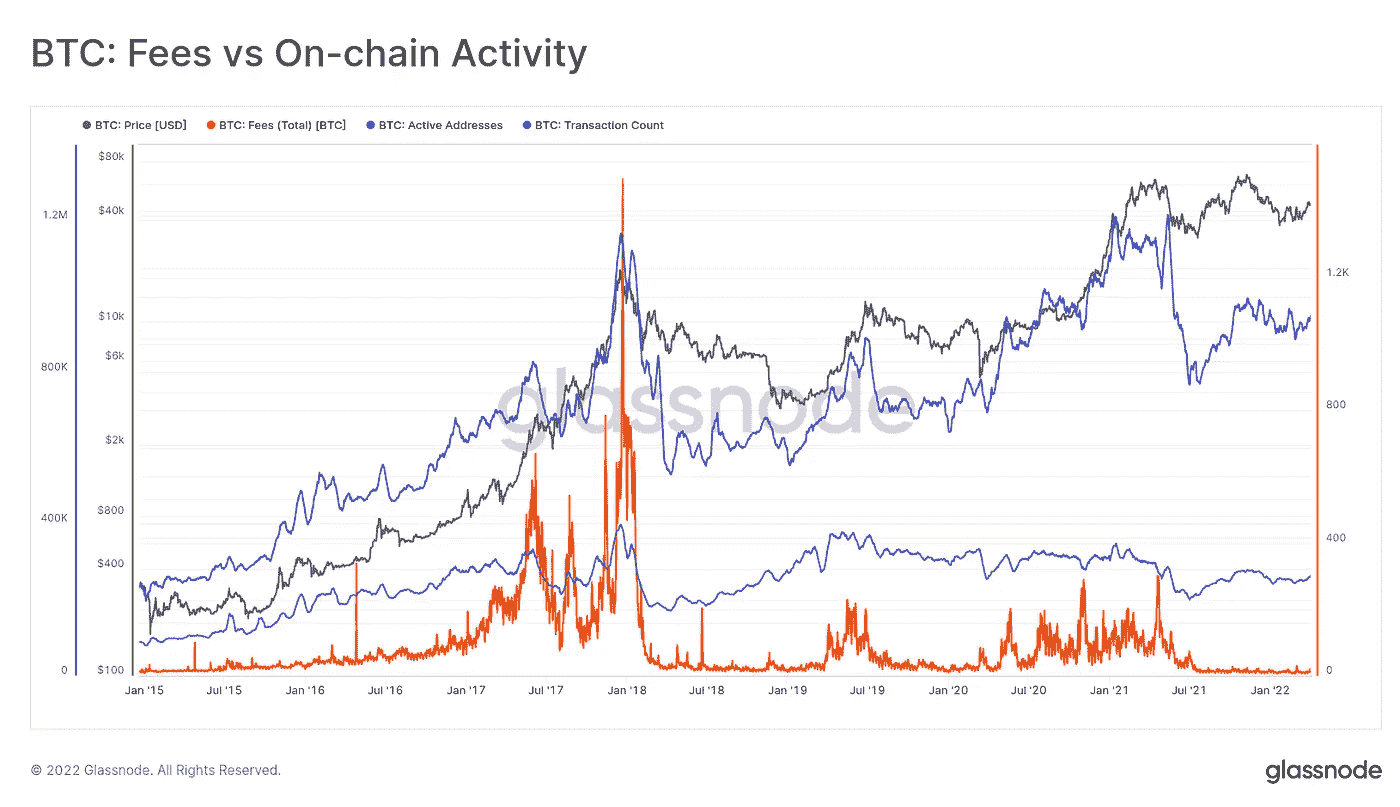 BTC: Fees vs On-chain Activity
BTC: Price [USD] BTC: Fees (Total) [BTC] BTC: Active Addresses BTC: Transaction Count
$80k
1.2M
$40k
1.2K
$10k
$6k
800K
800
$2k
400K
$800
400
$400
0
$100
0
glassnode
Jan '15 Jul '15 Jan '16 Jul '16 Jan '17 Jul '17 Jan '18 Jul '18 Jan '19 Jul '19 Jan '20 Jul '20 Jan '21 Jul '21 Jan '22
© 2022 Glassnode. All Rights Reserved.
glassnode